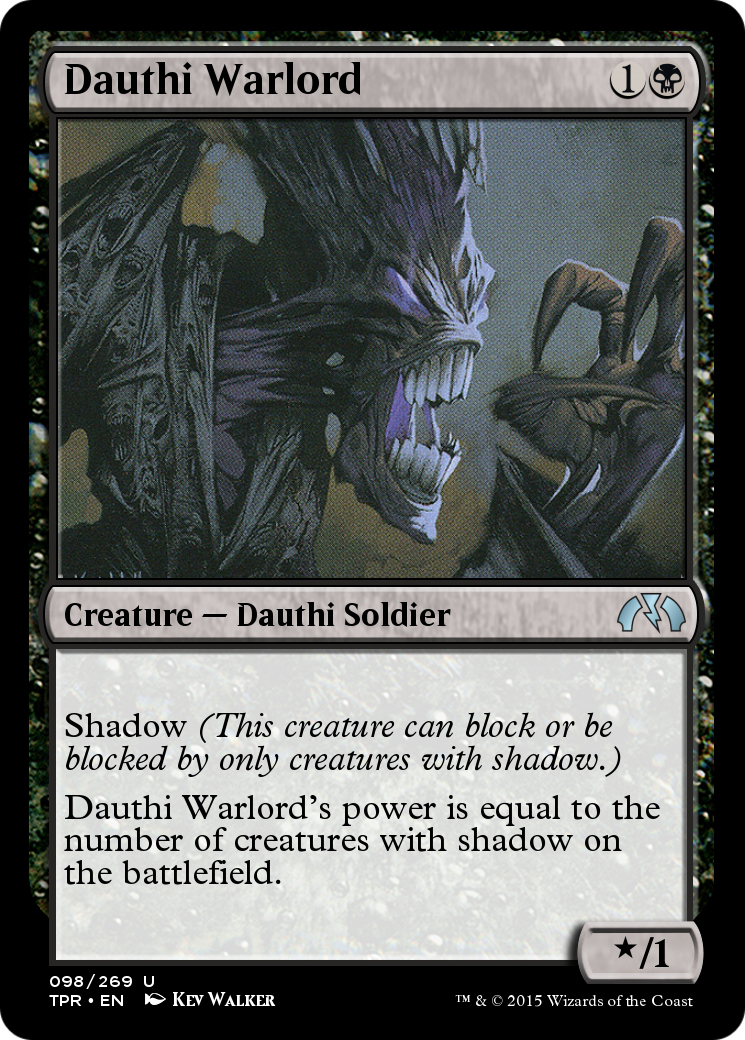 Dauthi Warlord 1
Creature — Dauthi Soldier
Shadow (This creature can block or be
blocked by only creatures with shadow.)
Dauthi Warlord's power is equal to the
number of creatures with shadow on
the battlefield.
★/1
098/269 U
TPR • EN Kev Walker
™ & © 2015 Wizards of the Coast